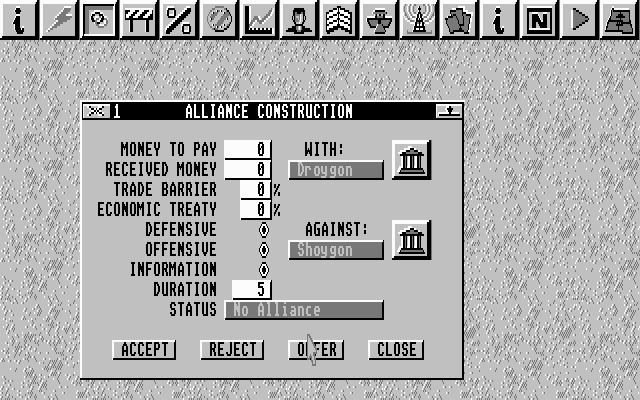 i % i N
1 ALLIANCE CONSTRUCTION
MONEY TO PAY 0 WITH:
RECEIVED MONEY 0 Droygon
TRADE BARRIER 0 %
ECONOMIC TREATY 0 %
DEFENSIVE AGAINST:
OFFENSIVE Shoygon
INFORMATION
DURATION 5
STATUS No Alliance
ACCEPT REJECT OFFER CLOSE